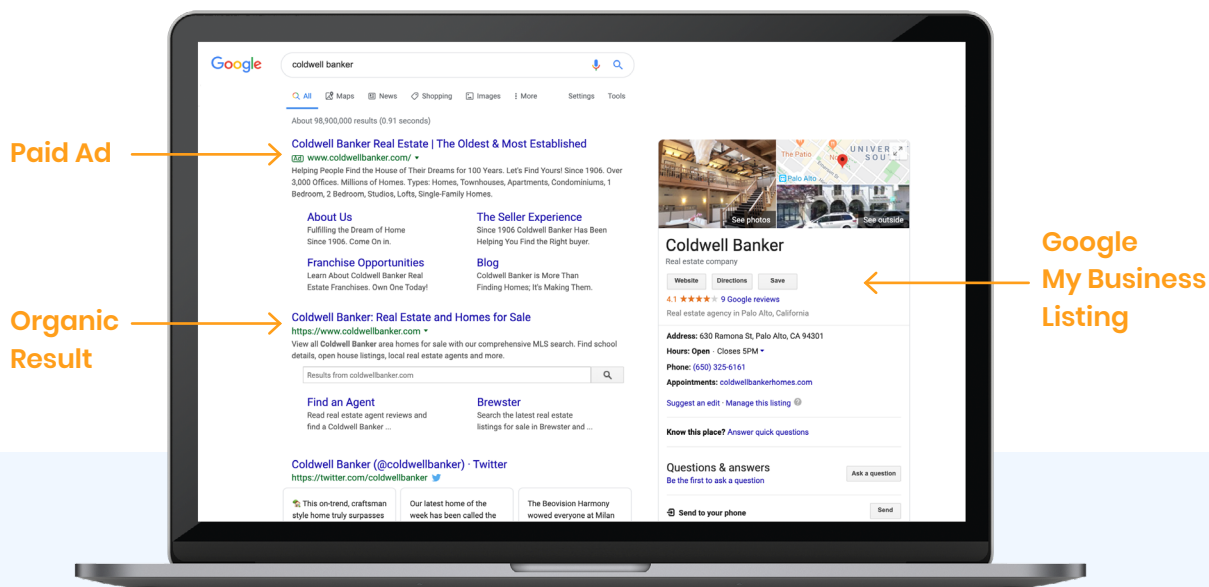 Google
coldwell banker
All Maps News Shopping Images More Settings Tools
About 98,900,000 results (0.91 seconds)
Paid Ad
Coldwell Banker Real Estate | The Oldest & Most Established
Ad www.coldwellbanker.com/
Helping People Find the House of Their Dreams for 100 Years. Let's Find Yours! Since 1906. Over
3,000 Offices. Millions of Homes. Types: Homes, Townhouses, Apartments, Condominiums, 1
Bedroom, 2 Bedroom, Studios, Lofts, Single-Family Homes.
About Us
Fulfilling the Dream of Home
Since 1906. Come On in.
The Seller Experience
Since 1906 Coldwell Banker Has Been
Helping You Find the Right buyer.
Franchise Opportunities
Learn About Coldwell Banker Real
Estate Franchises. Own One Today!
Blog
Coldwell Banker is More Than
Finding Homes; It's Making Them.
Organic
Result
Coldwell Banker: Real Estate and Homes for Sale
https://www.coldwellbanker.com
View all Coldwell Banker area homes for sale with our comprehensive MLS search. Find school
details, open house listings, local real estate agents and more.
Results from coldwellbanker.com
Find an Agent
Read real estate agent reviews and
find a Coldwell Banker ...
Brewster
Search the latest real estate
listings for sale in Brewster and ...
Coldwell Banker (@coldwellbanker) · Twitter
https://twitter.com/coldwellbanker
This on-trend, craftsman
style home truly surpasses
Our latest home of the
week has been called the
The Beovision Harmony
wowed everyone at Milan
The Patio
UNIVER
SOU
Palo Alto
See photos
See outside
Coldwell Banker
Real estate company
Website Directions Save
4.1 9 Google reviews
Real estate agency in Palo Alto, California
Address: 630 Ramona St, Palo Alto, CA 94301
Hours: Open · Closes 5PM
Phone: (650) 325-6161
Appointments: coldwellbankerhomes.com
Suggest an edit · Manage this listing ?
Know this place? Answer quick questions
Questions & answers
Be the first to ask a question
Ask a question
Send to your phone
Send
Google
My Business
Listing